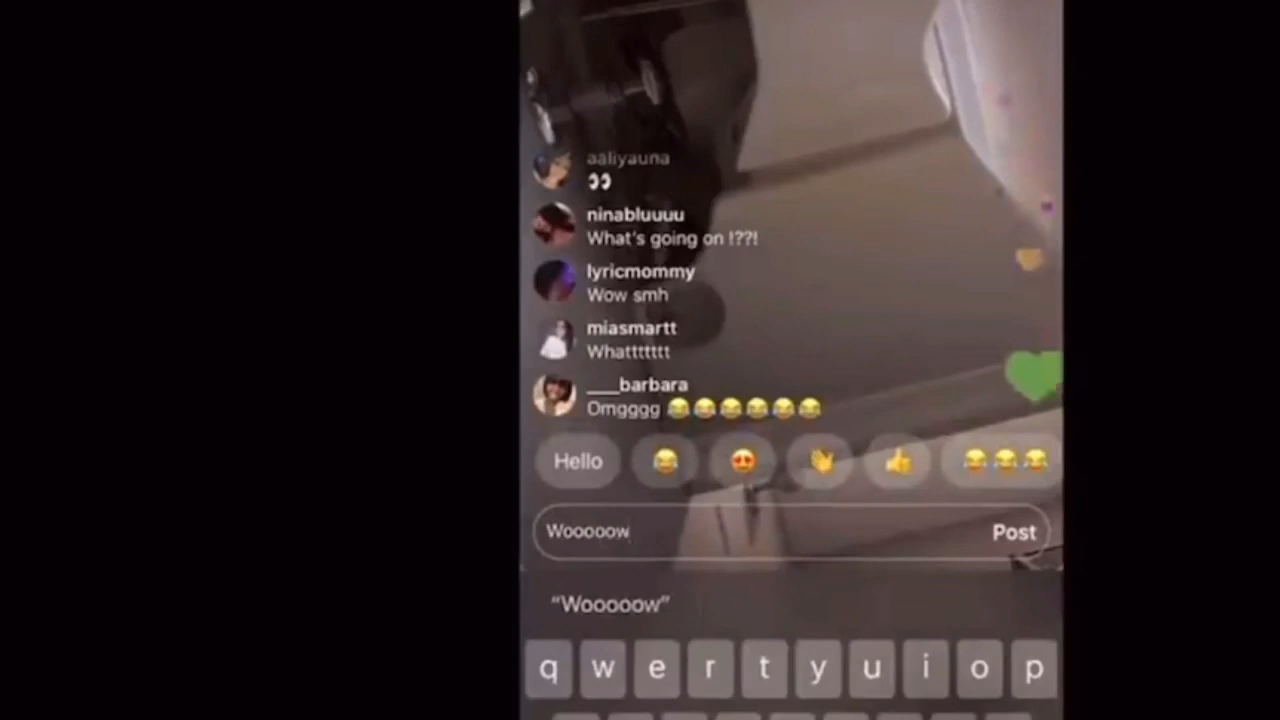 aaliyauna
👀
ninabluuuu
What's going on !??!
lyricmommy
Wow smh
miasmartt
Whattttttt
___barbara
Omgggg 😂😂😂😂😂😂
Hello 😂 😍 👏 👍 😂😂😂
Wooooow Post
“Wooooow”
q w e r t y u i o p